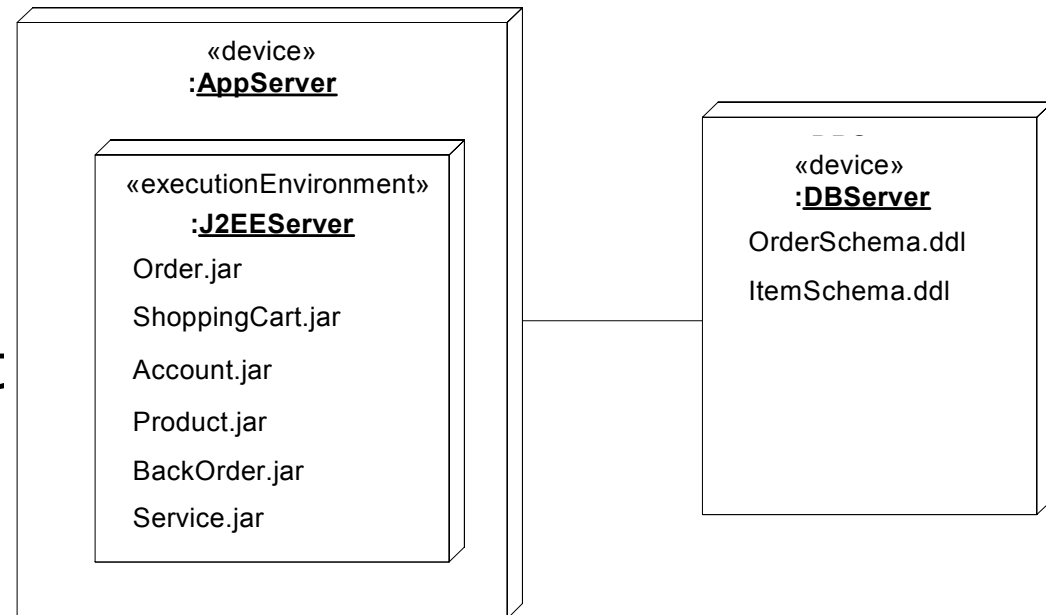 «device»
:AppServer
«executionEnvironment»
:J2EEServer
Order.jar
ShoppingCart.jar
Account.jar
Product.jar
BackOrder.jar
Service.jar
«device»
:DBServer
OrderSchema.ddl
ItemSchema.ddl